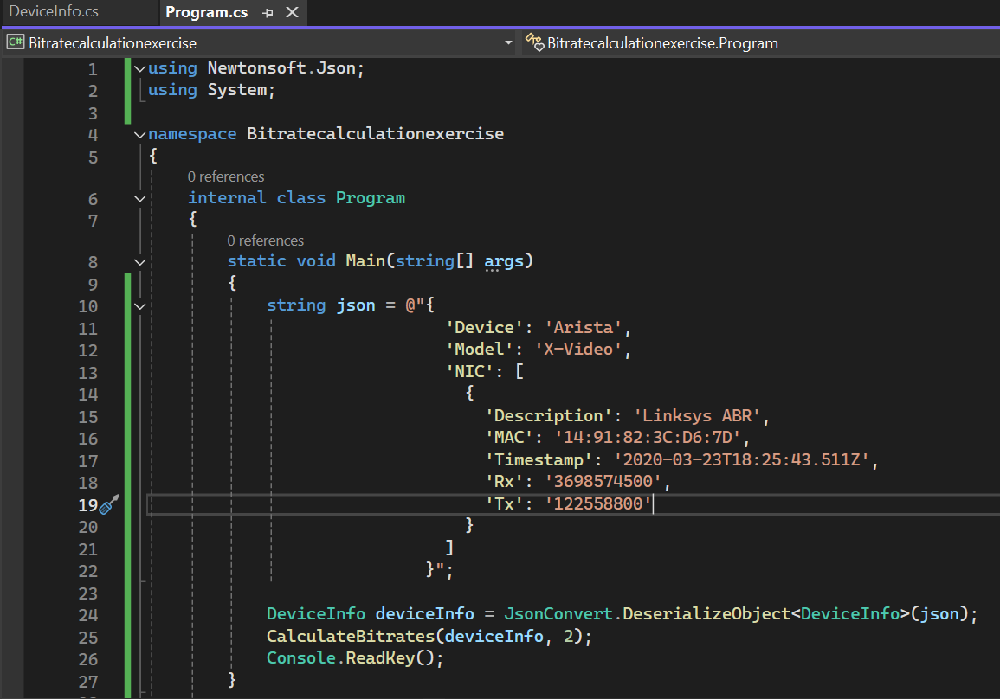 DeviceInfo.cs Program.cs
C# Bitratecalculationexercise Bitratecalculationexercise.Program
1 using Newtonsoft.Json;
2 using System;
3
4 namespace Bitratecalculationexercise
5 {
0 references
6 internal class Program
7 {
0 references
8 static void Main(string[] args)
9 {
10 string json = @"{
11 'Device': 'Arista',
12 'Model': 'X-Video',
13 'NIC': [
14 {
15 'Description': 'Linksys ABR',
16 'MAC': '14:91:82:3C:D6:7D',
17 'Timestamp': '2020-03-23T18:25:43.511Z',
18 'Rx': '3698574500',
19 'Tx': '122558800'
20 }
21 ]
22 }";
23
24 DeviceInfo deviceInfo = JsonConvert.DeserializeObject<DeviceInfo>(json);
25 CalculateBitrates(deviceInfo, 2);
26 Console.ReadKey();
27 }